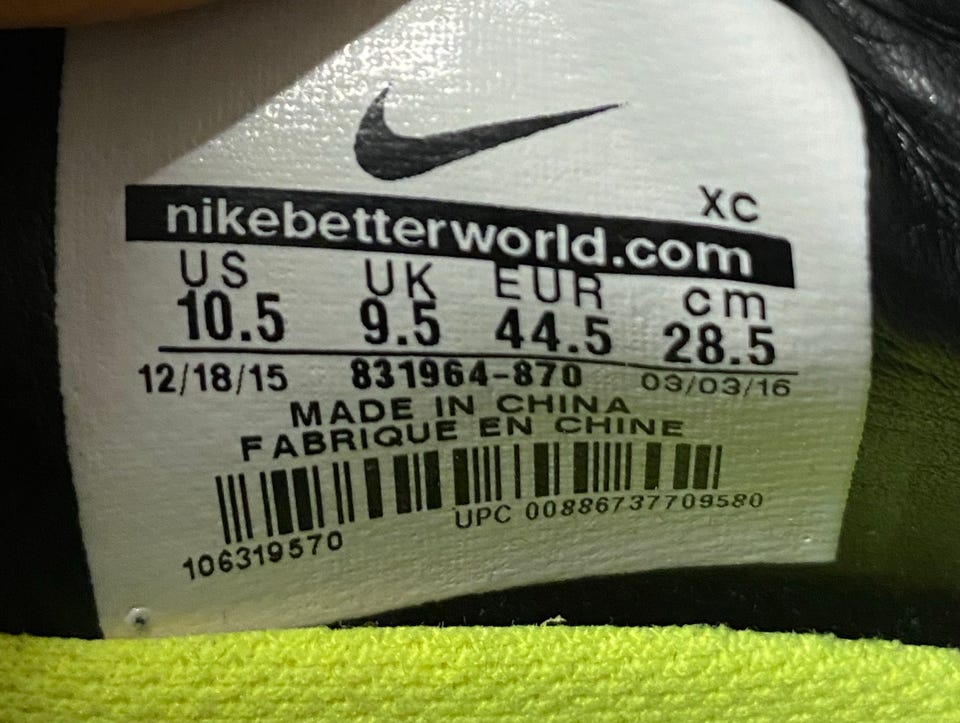 XC
nikebetterworld.com
US UK EUR cm
10.5 9.5 44.5 28.5
12/18/15 831964-870 03/03/16
MADE IN CHINA
FABRIQUE EN CHINE
106319570 UPC 00886737709580